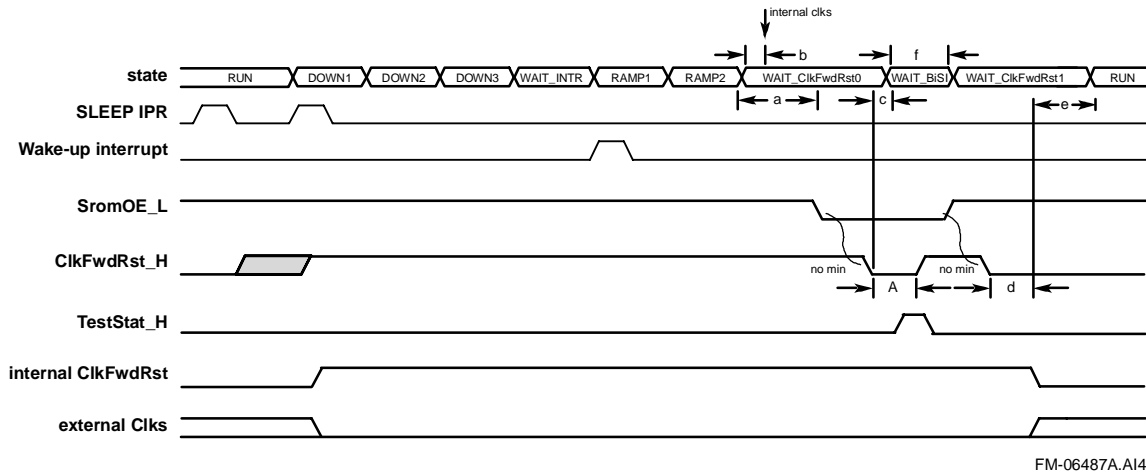 internal clks
b
f
state
RUN
DOWN1
DOWN2
DOWN3
WAIT_INTR
RAMP1
RAMP2
WAIT_ClkFwdRst0
WAIT_BiSI
WAIT_ClkFwdRst1
RUN
a
c
e
SLEEP IPR
Wake-up interrupt
SromOE_L
ClkFwdRst_H
no min
no min
A
d
TestStat_H
internal ClkFwdRst
external Clks
FM-06487A.AI4